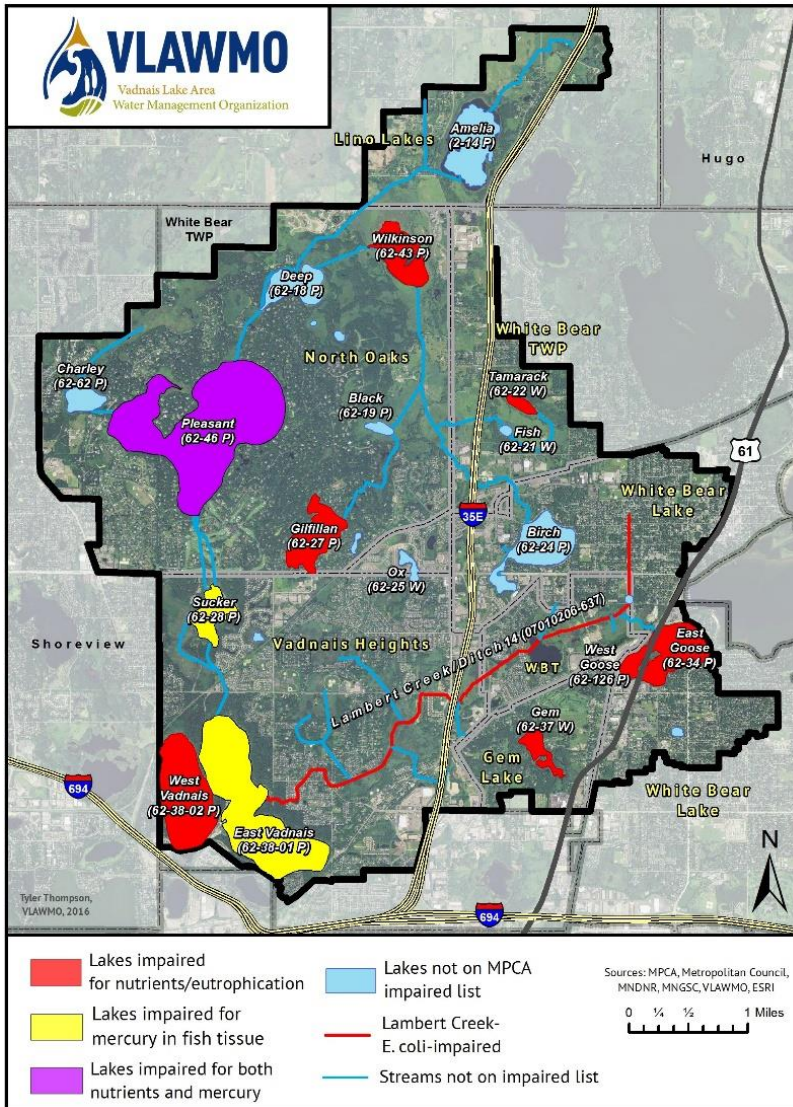 VLAWMO
Vadnais Lake Area
Water Management Organization
Amelia
(2-14 P)
Lino Lakes
Hugo
White Bear
TWP
Wilkinson
(62-43 P)
Deep
(62-18 P)
White Bear
TWP
North Oaks
Charley
(62-62 P)
Tamarack
(62-22 W)
Black
(62-19 P)
Pleasant
(62-46 P)
Fish
(62-21 W)
61
White Bear
Lake
35E
Gilfillan
(62-27 P)
Birch
(62-24 P)
Ox
(62-25 W)
Sucker
(62-28 P)
Shoreview
Vadnais Heights
Lambert Creek/Ditch 14 (07010206-637)
East
Goose
(62-34 P)
West
Goose
(62-126 P)
WBT
Gem
(62-37 W)
Gem
Lake
West
Vadnais
(62-38-02 P)
694
White Bear
Lake
East Vadnais
(62-38-01 P)
N
Tyler Thompson,
VLAWMO, 2016
694
Lakes impaired
for nutrients/eutrophication
Lakes impaired for
mercury in fish tissue
Lakes impaired for both
nutrients and mercury
Lakes not on MPCA
impaired list
Lambert Creek-
E. coli-impaired
Streams not on impaired list
Sources: MPCA, Metropolitan Council,
MNDNR, MNGSC, VLAWMO, ESRI
0 ¼ ½ 1 Miles